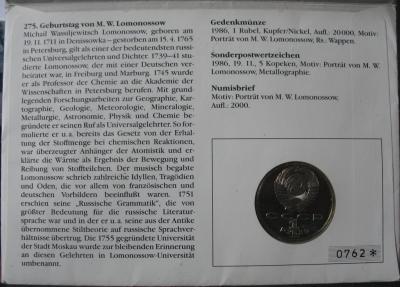 275. Geburtstag von M. W. Lomonossow
Michail Wassiljewitsch Lomonossow, geboren am
19. 11. 1711 in Denissowka – gestorben am 15. 4. 1765
in Petersburg, gilt als einer der bedeutendsten russi-
schen Universalgelehrten und Dichter. 1739–41 stu-
dierte Lomonossow, der mit einer Deutschen ver-
heiratet war, in Freiburg und Marburg. 1745 wurde
er als Professor der Chemie an die Akademie der
Wissenschaften in Petersburg berufen. Mit grund-
legenden Forschungsarbeiten zur Geographie, Kar-
tographie, Geologie, Meteorologie, Mineralogie,
Metallurgie, Astronomie, Physik und Chemie be-
gründete er seinen Ruf als Universalgelehrter. So for-
mulierte er u. a. bereits das Gesetz von der Erhal-
tung der Stoffmenge bei chemischen Reaktionen,
war überzeugter Anhänger der Atomistik und er-
klärte die Wärme als Ergebnis der Bewegung und
Reibung von Stoffteilchen. Der musisch begabte
Lomonossow schrieb zahlreiche Idyllen, Tragödien
und Oden, die vor allem von französischen und
deutschen Vorbildern beeinflußt waren. 1751
erschien seine „Russische Grammatik", die von
größter Bedeutung für die russische Literatur-
sprache war und in der er u. a. seine aus der Antike
übernommene Stiltheorie auf russische Sprachver-
hältnisse übertrug. Die 1755 gegründete Universität
der Stadt Moskau wurde zur bleibenden Erinnerung
an diesen Gelehrten in Lomonossow-Universität
umbenannt.
Gedenkmünze
1986, 1 Rubel, Kupfer/Nickel, Aufl.: 20000, Motiv:
Porträt von M. W. Lomonossow, Rs. Wappen.
Sonderpostwertzeichen
1986, 19. 11., 5 Kopeken, Motiv: Porträt von M. W.
Lomonossow, Metallographie.
Numisbrief
Motiv: Porträt von M. W. Lomonossow,
Aufl.: 2000.
СССР
1
0762*